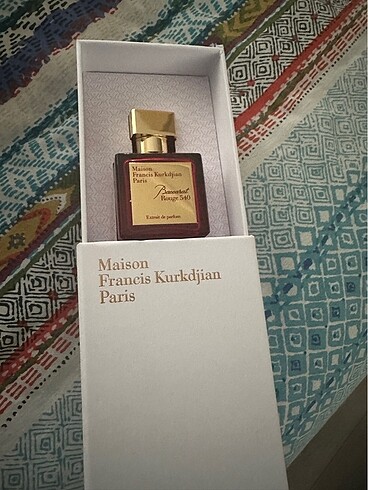 Maison
Francis Kurkdjian
Paris
Baccarat
Rouge 540
Extrait de parfum
Maison
Francis Kurkdjian
Paris